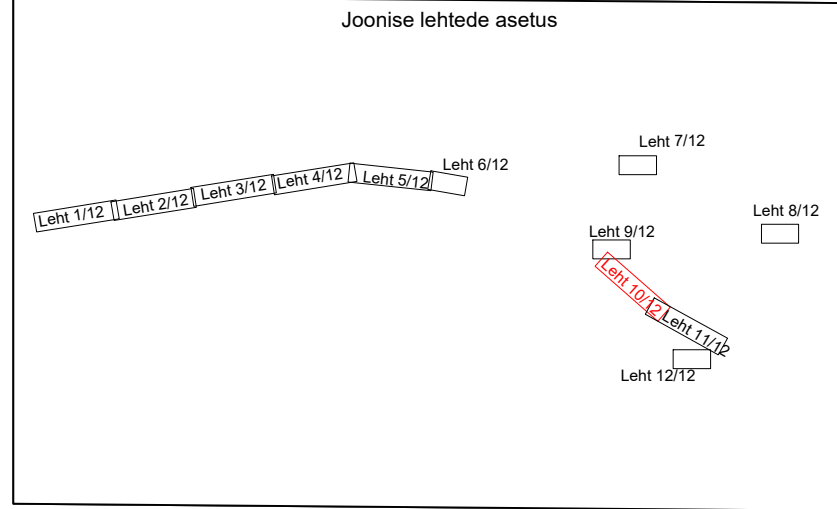 Joonise lehtede asetus
Leht 1/12
Leht 2/12
Leht 3/12
Leht 4/12
Leht 5/12
Leht 6/12
Leht 7/12
Leht 8/12
Leht 9/12
Leht 10/12
Leht 11/12
Leht 12/12